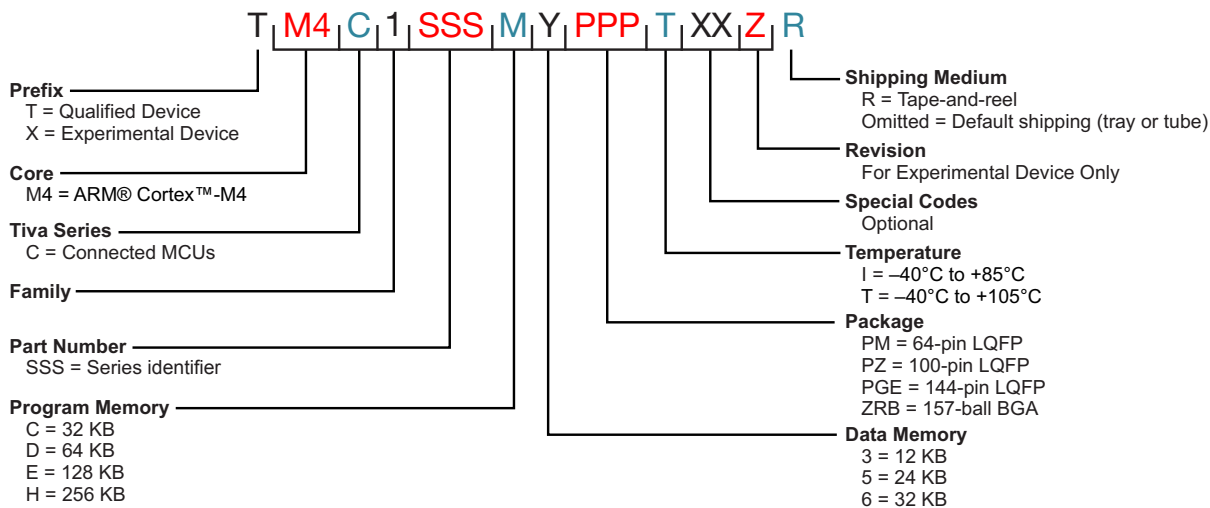 T M4 C 1 SSS M Y PPP T XX Z R
Prefix
T = Qualified Device
X = Experimental Device
Core
M4 = ARM® Cortex™-M4
Tiva Series
C = Connected MCUs
Family
Part Number
SSS = Series identifier
Program Memory
C = 32 KB
D = 64 KB
E = 128 KB
H = 256 KB
Shipping Medium
R = Tape-and-reel
Omitted = Default shipping (tray or tube)
Revision
For Experimental Device Only
Special Codes
Optional
Temperature
I = –40°C to +85°C
T = –40°C to +105°C
Package
PM = 64-pin LQFP
PZ = 100-pin LQFP
PGE = 144-pin LQFP
ZRB = 157-ball BGA
Data Memory
3 = 12 KB
5 = 24 KB
6 = 32 KB